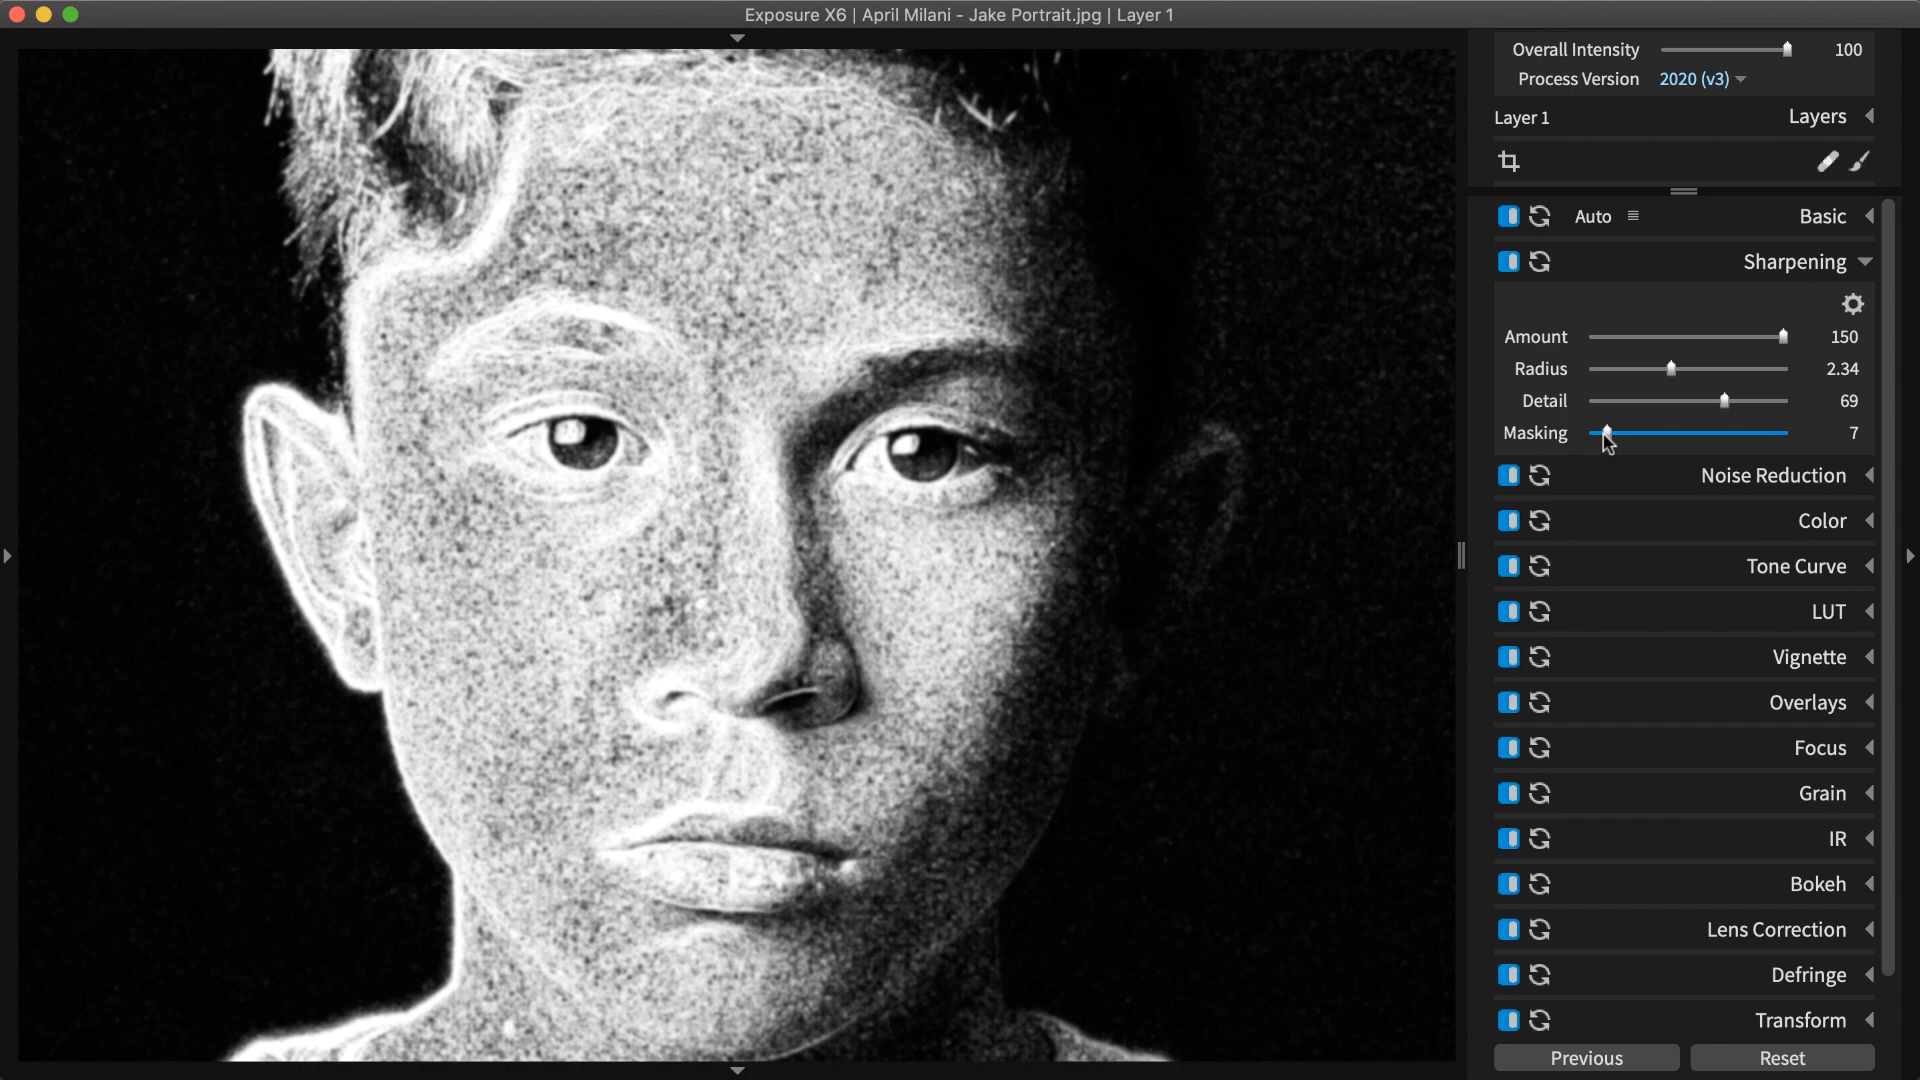 Exposure X6 | April Milani - Jake Portrait.jpg | Layer 1
Overall Intensity 100
Process Version 2020 (v3)
Layer 1 Layers
Auto Basic
Sharpening
Amount 150
Radius 2.34
Detail 69
Masking 7
Noise Reduction
Color
Tone Curve
LUT
Vignette
Overlays
Focus
Grain
IR
Bokeh
Lens Correction
Defringe
Transform
Previous Reset